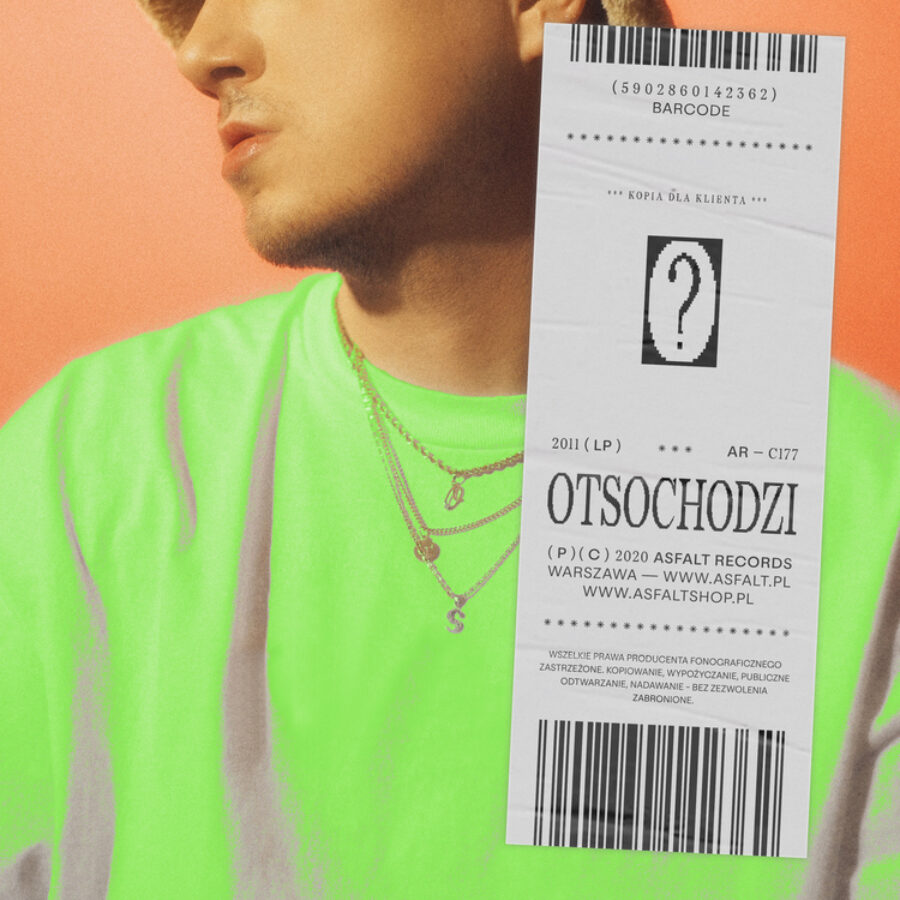 (5902860142362)
BARCODE
* * * * * * * * * * * * * * * * * * * *
*** KOPIA DLA KLIENTA ***
?
2011 ( LP ) *** AR – C177
OTSOCHODZI
( P ) ( C ) 2020 ASFALT RECORDS
WARSZAWA — WWW.ASFALT.PL
WWW.ASFALTSHOP.PL
* * * * * * * * * * * * * * * * * * * *
WSZELKIE PRAWA PRODUCENTA FONOGRAFICZNEGO
ZASTRZEŻONE. KOPIOWANIE, WYPOŻYCZANIE, PUBLICZNE
ODTWARZANIE, NADAWANIE - BEZ ZEZWOLENIA
ZABRONIONE.
S